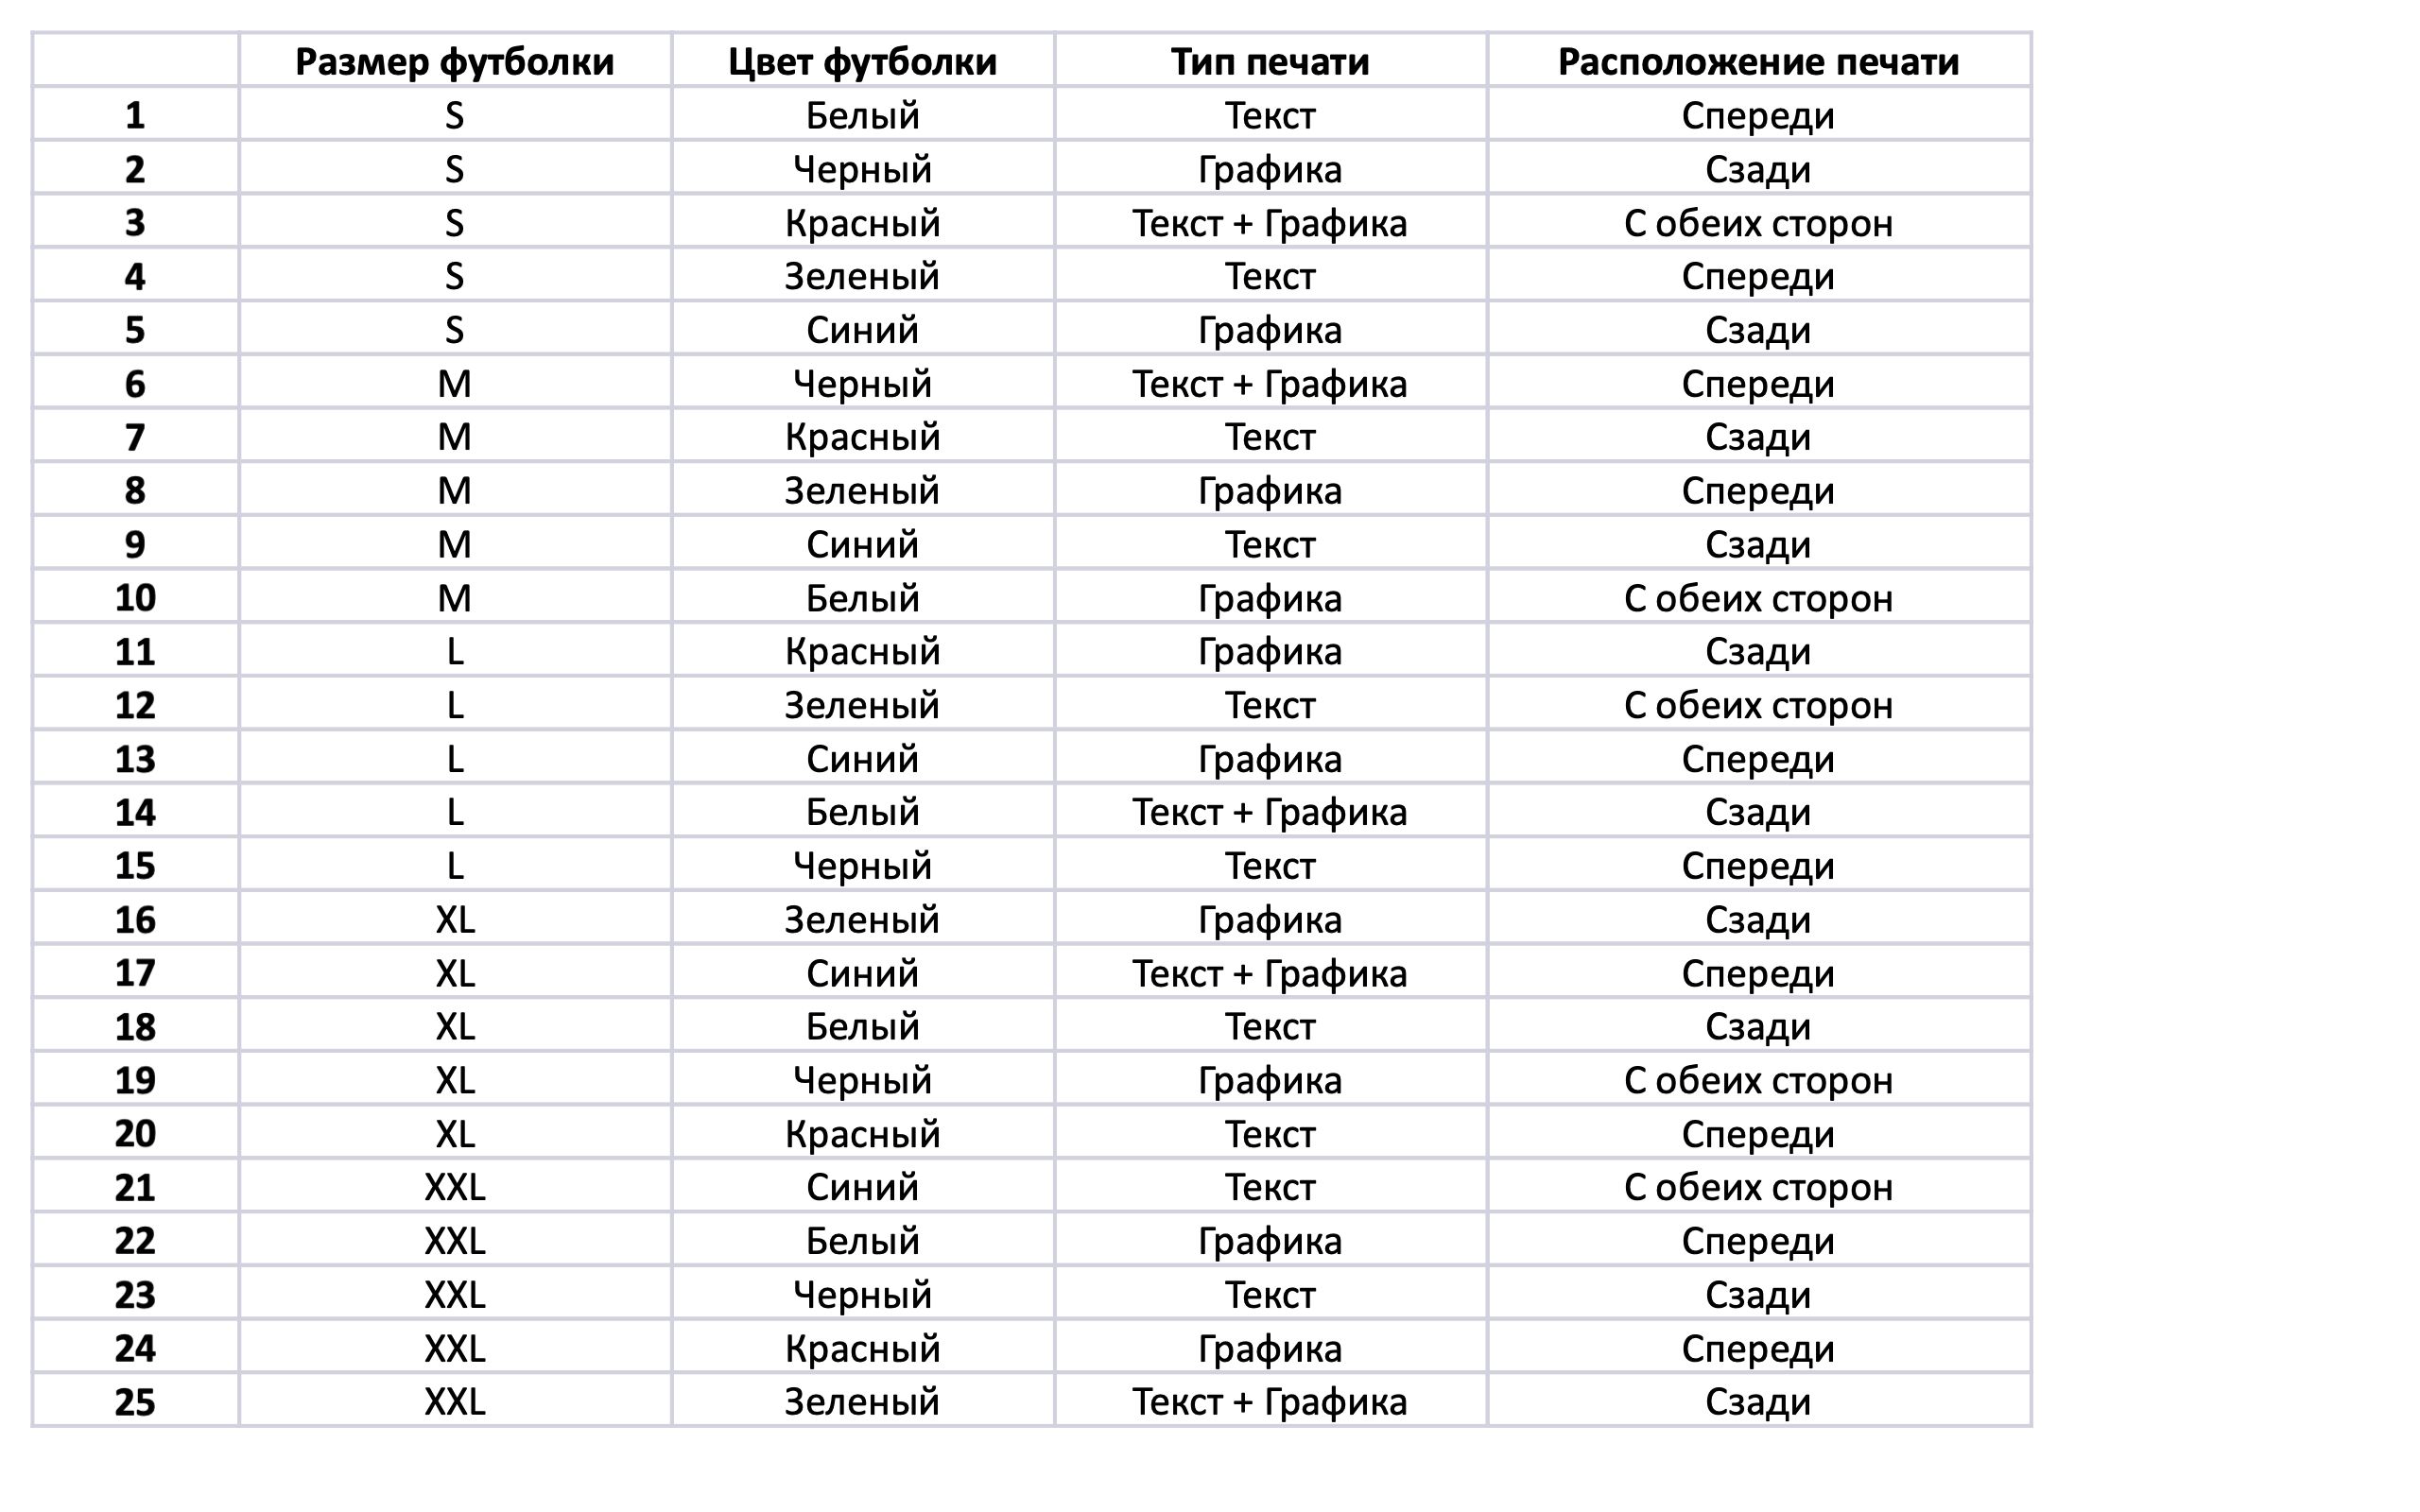 Размер футболки Цвет футболки Тип печати Расположение печати
1 S Белый Текст Спереди
2 S Черный Графика Сзади
3 S Красный Текст + Графика С обеих сторон
4 S Зеленый Текст Спереди
5 S Синий Графика Сзади
6 M Черный Текст + Графика Спереди
7 M Красный Текст Сзади
8 M Зеленый Графика Спереди
9 M Синий Текст Сзади
10 M Белый Графика С обеих сторон
11 L Красный Графика Сзади
12 L Зеленый Текст С обеих сторон
13 L Синий Графика Спереди
14 L Белый Текст + Графика Сзади
15 L Черный Текст Спереди
16 XL Зеленый Графика Сзади
17 XL Синий Текст + Графика Спереди
18 XL Белый Текст Сзади
19 XL Черный Графика С обеих сторон
20 XL Красный Текст Спереди
21 XXL Синий Текст С обеих сторон
22 XXL Белый Графика Спереди
23 XXL Черный Текст Сзади
24 XXL Красный Графика Спереди
25 XXL Зеленый Текст + Графика Сзади